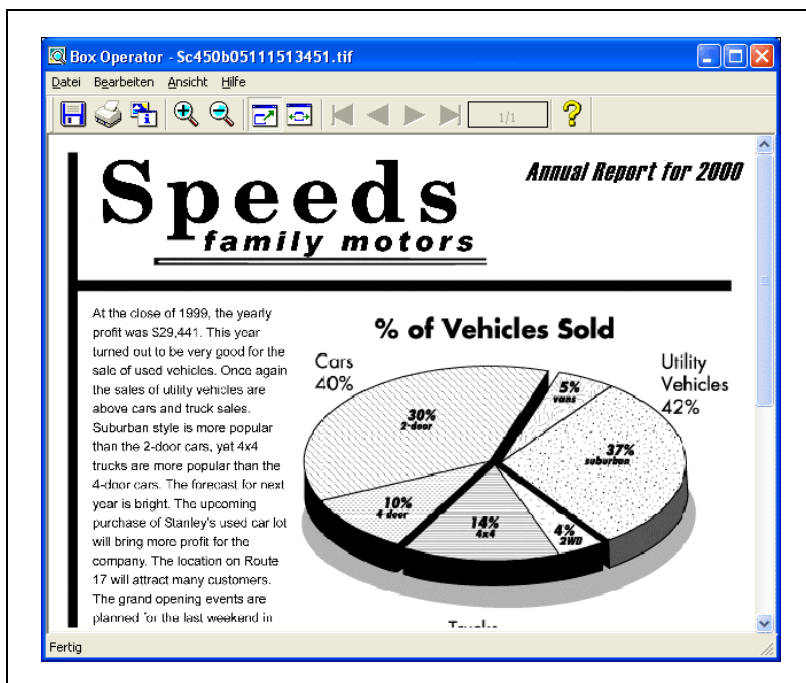 Box Operator - Sc450b05111513451.tif
Datei Bearbeiten Ansicht Hilfe
1/1
Speeds
family motors
Annual Report for 2000
At the close of 1999, the yearly
profit was $29,441. This year
turned out to be very good for the
sale of used vehicles. Once again
the sales of utility vehicles are
above cars and truck sales.
Suburban style is more popular
than the 2-door cars, yet 4x4
trucks are more popular than the
4-door cars. The forecast for next
year is bright. The upcoming
purchase of Stanley's used car lot
will bring more profit for the
company. The location on Route
17 will attract many customers.
The grand opening events are
planned for the last weekend in
% of Vehicles Sold
Cars
40%
Utility
Vehicles
42%
5%
vans
30%
2-door
37%
suburban
10%
4 door
14%
4x4
4%
2WD
Trucks
Fertig